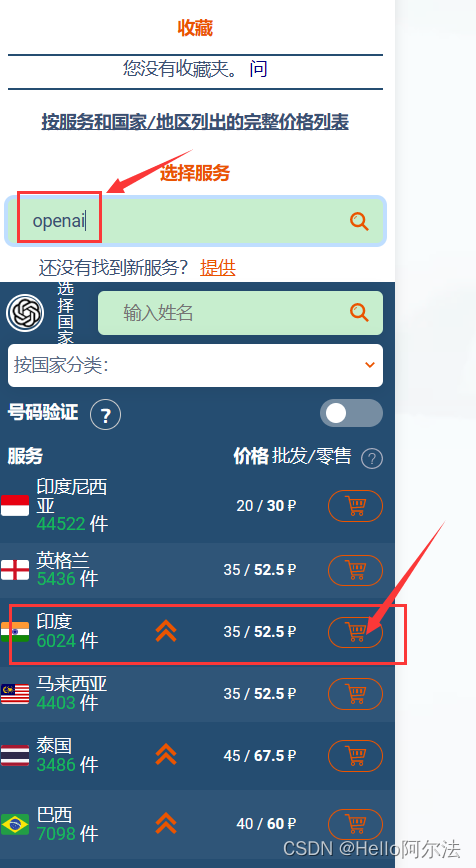 收藏
您没有收藏夹。 问
按服务和国家/地区列出的完整价格列表
选择服务
openai
还没有找到新服务? 提供
选择国家
输入姓名
按国家分类:
号码验证 ?
服务 价格 批发/零售 ?
印度尼西
亚
44522 件
20 / 30 ₽
英格兰
5436 件
35 / 52.5 ₽
印度
6024 件
35 / 52.5 ₽
马来西亚
4403 件
35 / 52.5 ₽
泰国
3486 件
45 / 67.5 ₽
巴西
7098 件
40 / 60 ₽
CSDN @Hello阿尔法